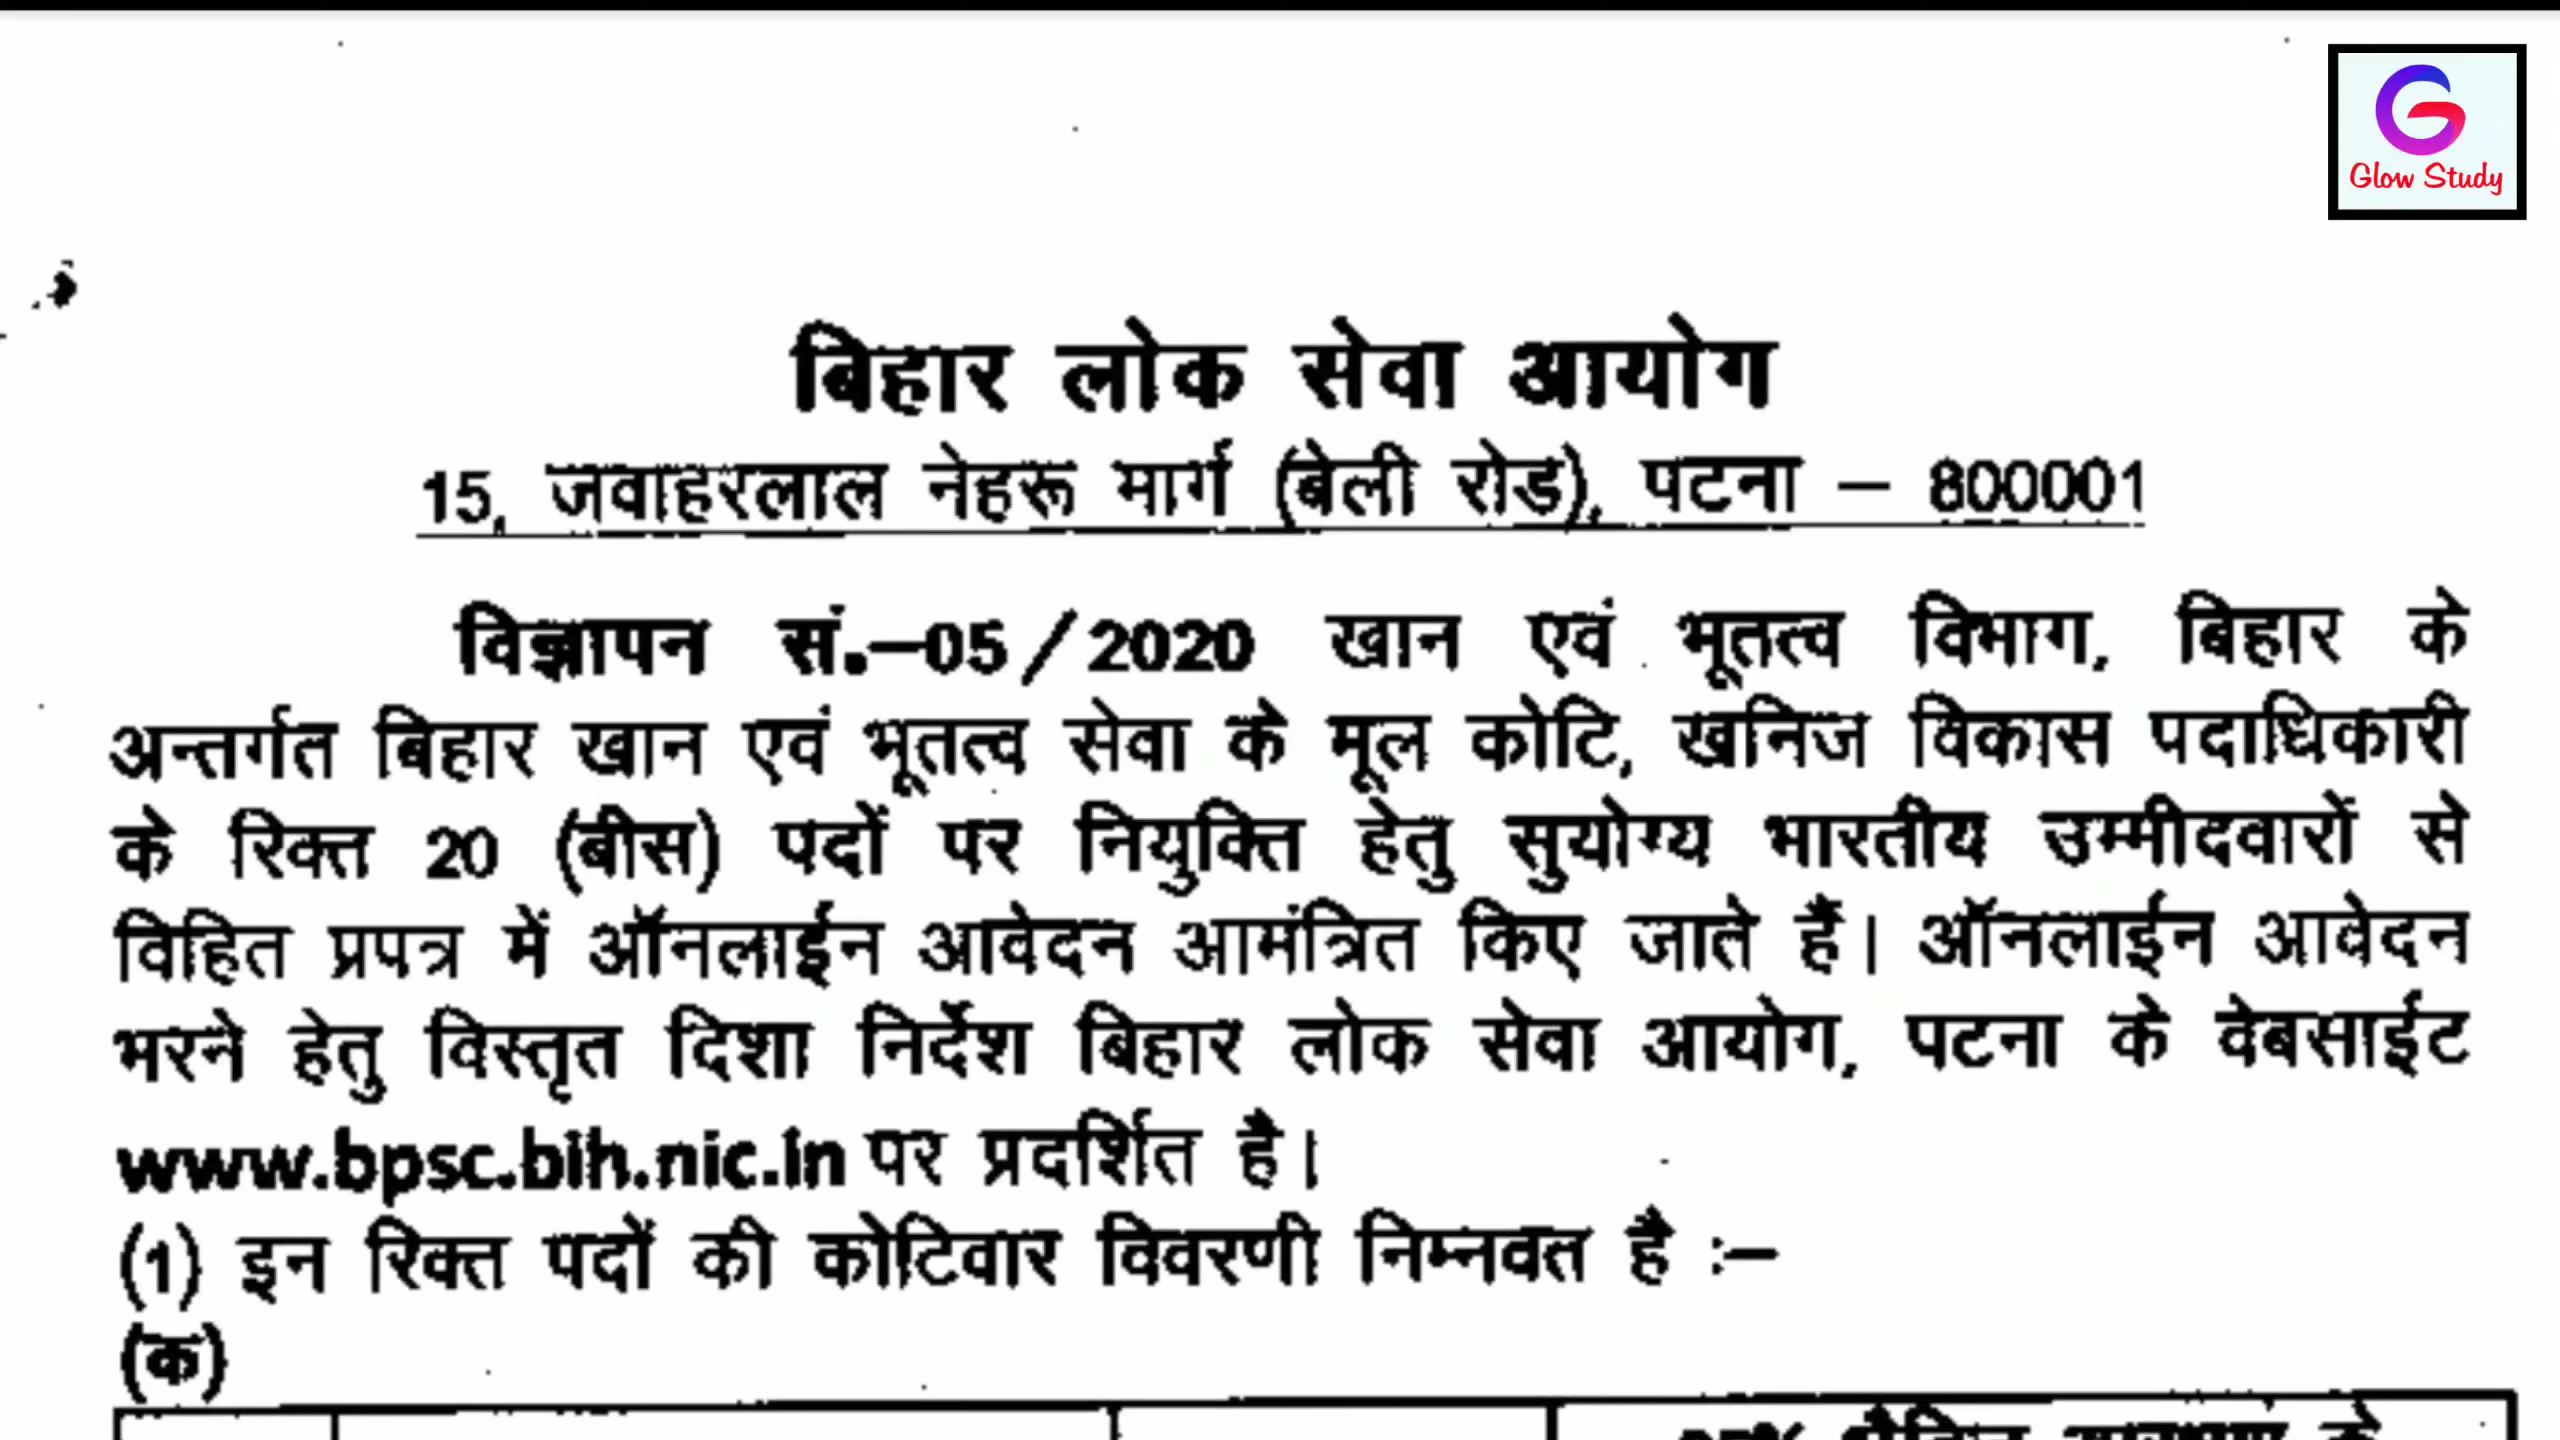 Glow Study
बिहार लोक सेवा आयोग
15, जवाहरलाल नेहरू मार्ग (बेली रोड), पटना – 800001
विज्ञापन सं.–05/2020 खान एवं भूतत्व विभाग, बिहार के
अन्तर्गत बिहार खान एवं भूतत्व सेवा के मूल कोटि, खनिज विकास पदाधिकारी
के रिक्त 20 (बीस) पदों पर नियुक्ति हेतु सुयोग्य भारतीय उम्मीदवारों से
विहित प्रपत्र में ऑनलाईन आवेदन आमंत्रित किए जाते हैं। ऑनलाईन आवेदन
भरने हेतु विस्तृत दिशा निर्देश बिहार लोक सेवा आयोग, पटना के वेबसाईट
www.bpsc.bih.nic.in पर प्रदर्शित है।
(1) इन रिक्त पदों की कोटिवार विवरणी निम्नवत है :–
(क)